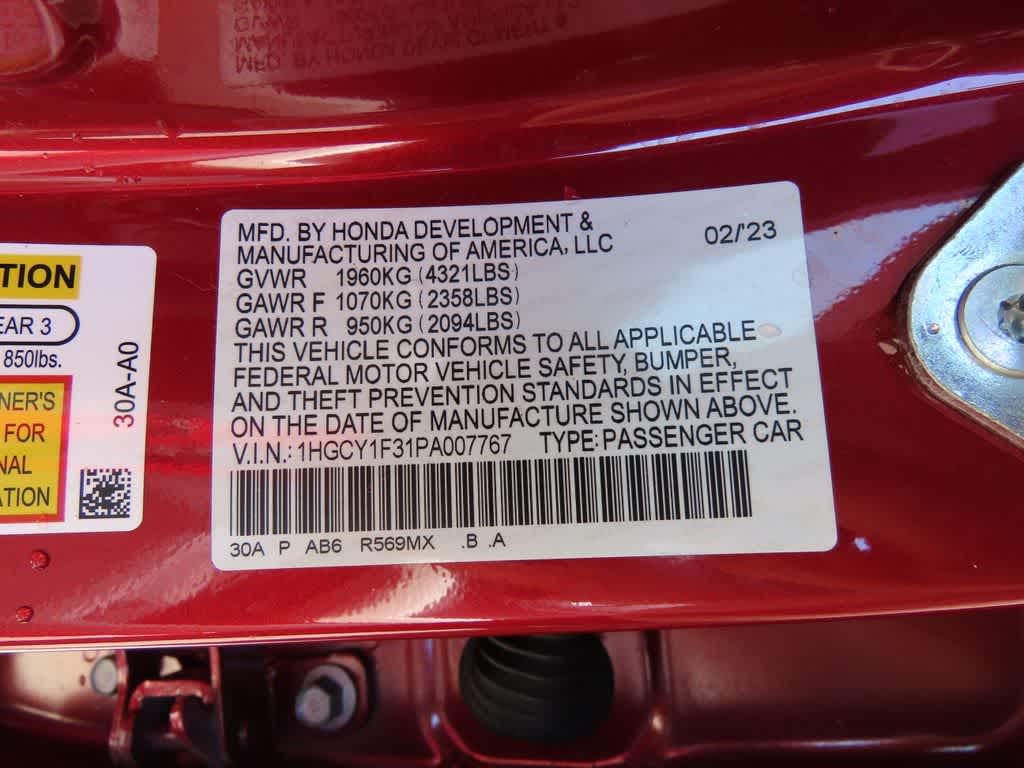 TION
EAR 3
850lbs.
NER'S
FOR
NAL
ATION
30A-A0
MFD. BY HONDA DEVELOPMENT &
MANUFACTURING OF AMERICA, LLC 02/'23
GVWR 1960KG (4321LBS)
GAWR F 1070KG (2358LBS)
GAWR R 950KG (2094LBS)
THIS VEHICLE CONFORMS TO ALL APPLICABLE
FEDERAL MOTOR VEHICLE SAFETY, BUMPER,
AND THEFT PREVENTION STANDARDS IN EFFECT
ON THE DATE OF MANUFACTURE SHOWN ABOVE.
V.I.N.: 1HGCY1F31PA007767 TYPE: PASSENGER CAR
30A P AB6 R569MX .B .A